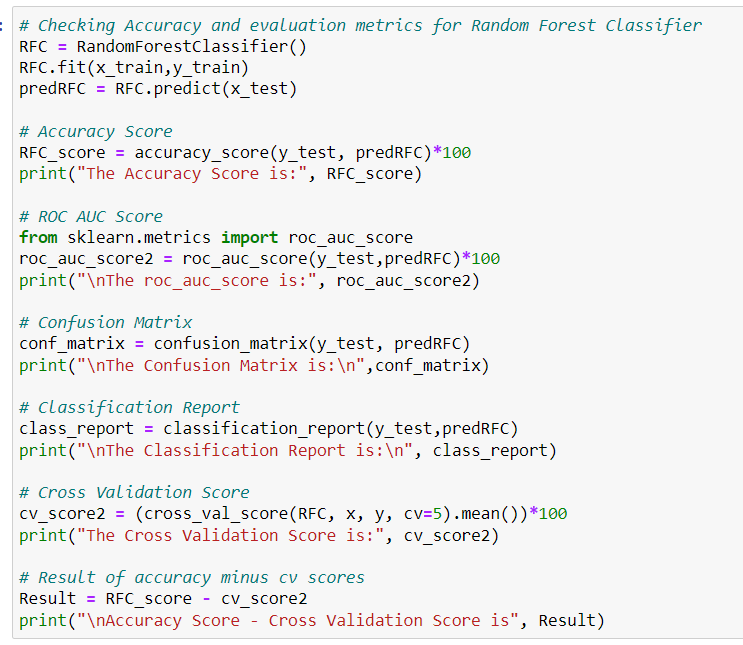 # Checking Accuracy and evaluation metrics for Random Forest Classifier
RFC = RandomForestClassifier()
RFC.fit(x_train,y_train)
predRFC = RFC.predict(x_test)
# Accuracy Score
RFC_score = accuracy_score(y_test, predRFC)*100
print("The Accuracy Score is:", RFC_score)
# ROC AUC Score
from sklearn.metrics import roc_auc_score
roc_auc_score2 = roc_auc_score(y_test,predRFC)*100
print("\nThe roc_auc_score is:", roc_auc_score2)
# Confusion Matrix
conf_matrix = confusion_matrix(y_test, predRFC)
print("\nThe Confusion Matrix is:\n",conf_matrix)
# Classification Report
class_report = classification_report(y_test,predRFC)
print("\nThe Classification Report is:\n", class_report)
# Cross Validation Score
cv_score2 = (cross_val_score(RFC, x, y, cv=5).mean())*100
print("The Cross Validation Score is:", cv_score2)
# Result of accuracy minus cv scores
Result = RFC_score - cv_score2
print("\nAccuracy Score - Cross Validation Score is", Result)